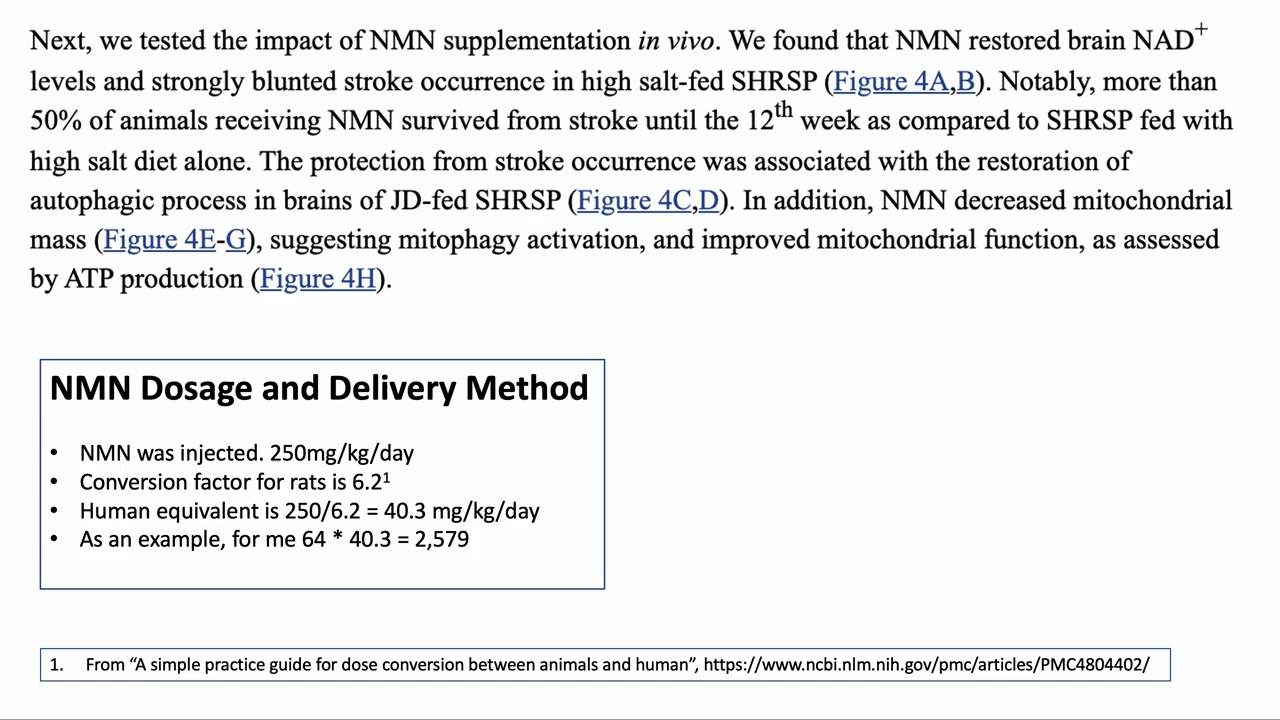 Next, we tested the impact of NMN supplementation in vivo. We found that NMN restored brain NAD⁺
levels and strongly blunted stroke occurrence in high salt-fed SHRSP (Figure 4A,B). Notably, more than
50% of animals receiving NMN survived from stroke until the 12ᵗʰ week as compared to SHRSP fed with
high salt diet alone. The protection from stroke occurrence was associated with the restoration of
autophagic process in brains of JD-fed SHRSP (Figure 4C,D). In addition, NMN decreased mitochondrial
mass (Figure 4E-G), suggesting mitophagy activation, and improved mitochondrial function, as assessed
by ATP production (Figure 4H).
NMN Dosage and Delivery Method
• NMN was injected. 250mg/kg/day
• Conversion factor for rats is 6.2¹
• Human equivalent is 250/6.2 = 40.3 mg/kg/day
• As an example, for me 64 * 40.3 = 2,579
1. From “A simple practice guide for dose conversion between animals and human”, https://www.ncbi.nlm.nih.gov/pmc/articles/PMC4804402/